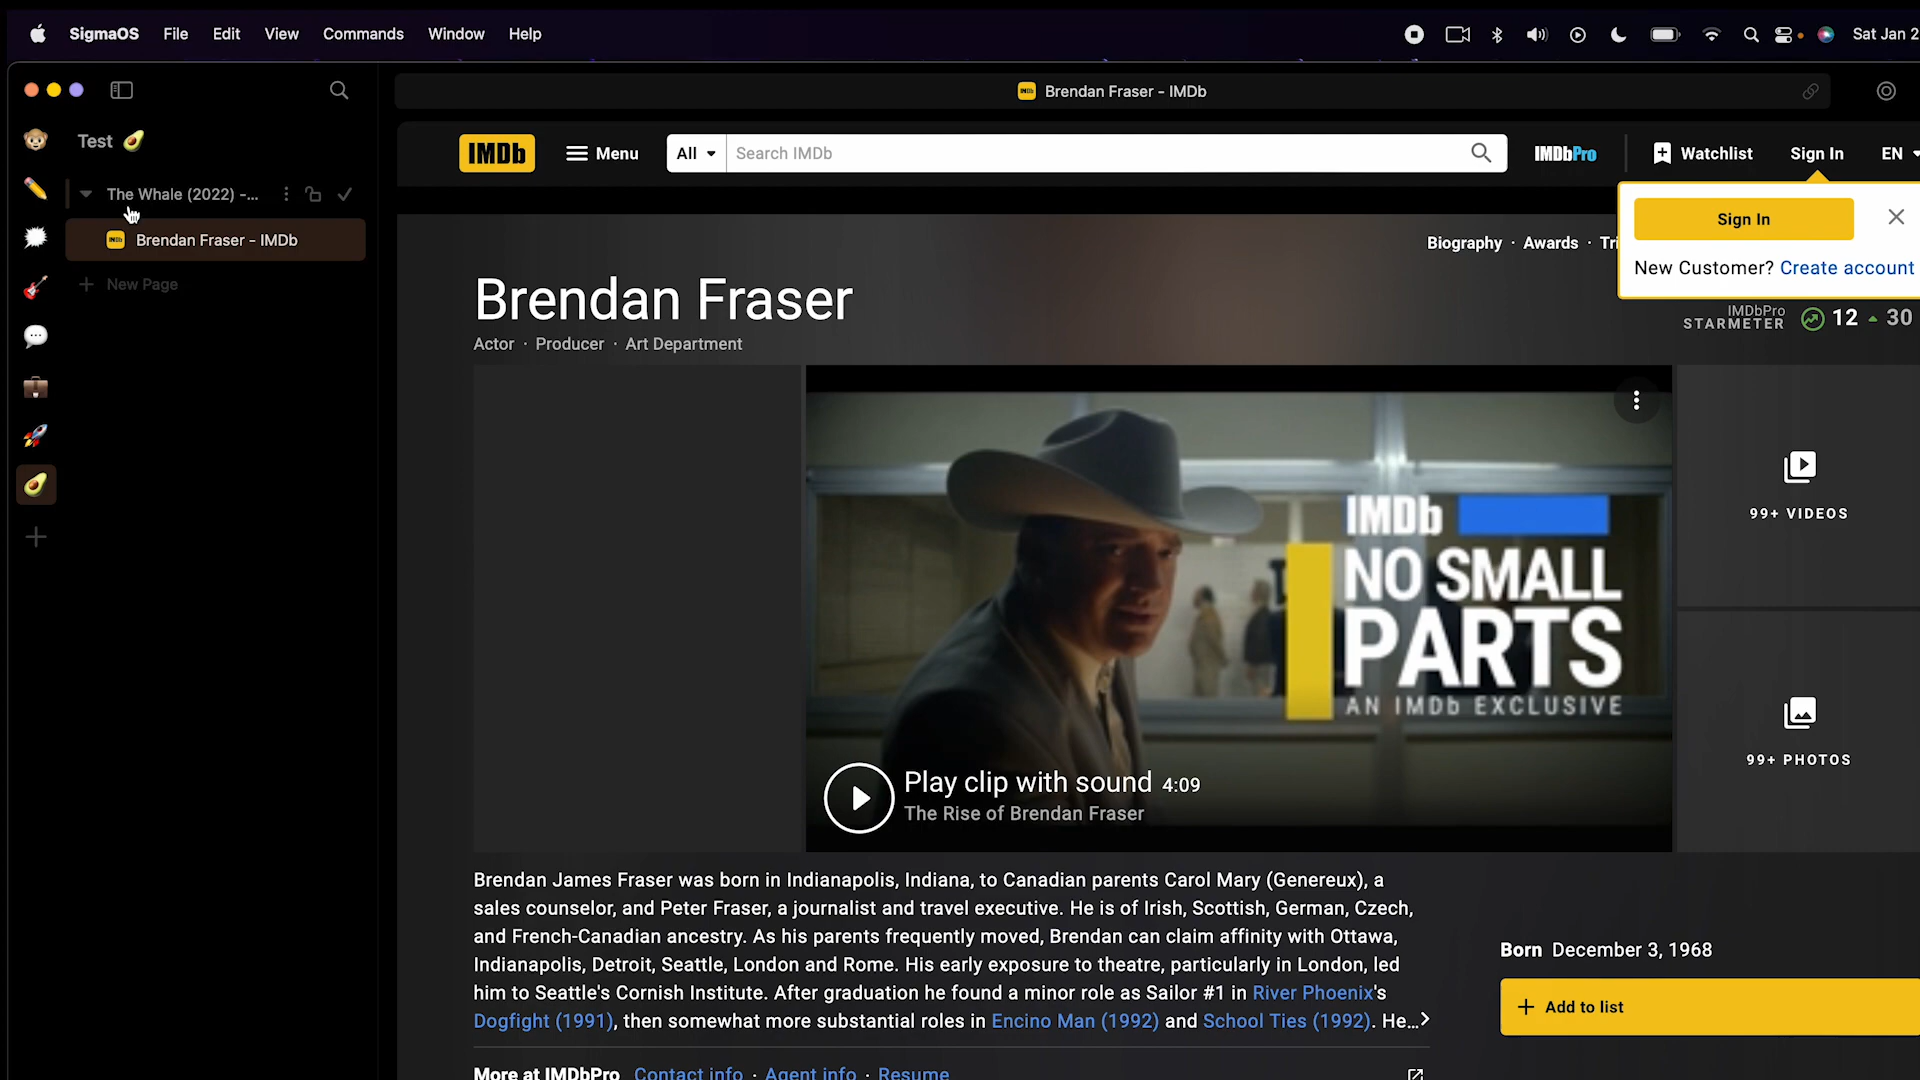 SigmaOS File Edit View Commands Window Help
Sat Jan 2
Brendan Fraser - IMDb
Test
The Whale (2022) -...
Brendan Fraser - IMDb
New Page
IMDb Menu All Search IMDb IMDbPro Watchlist Sign In EN
Sign In
New Customer? Create account
Biography · Awards ·
Brendan Fraser
Actor · Producer · Art Department
IMDbPro
STARMETER 12 30
IMDb
NO SMALL
PARTS
AN IMDb EXCLUSIVE
Play clip with sound 4:09
The Rise of Brendan Fraser
99+ VIDEOS
99+ PHOTOS
Brendan James Fraser was born in Indianapolis, Indiana, to Canadian parents Carol Mary (Genereux), a
sales counselor, and Peter Fraser, a journalist and travel executive. He is of Irish, Scottish, German, Czech,
and French-Canadian ancestry. As his parents frequently moved, Brendan can claim affinity with Ottawa,
Indianapolis, Detroit, Seattle, London and Rome. His early exposure to theatre, particularly in London, led
him to Seattle's Cornish Institute. After graduation he found a minor role as Sailor #1 in River Phoenix's
Dogfight (1991), then somewhat more substantial roles in Encino Man (1992) and School Ties (1992). He...
Born December 3, 1968
Add to list
More at IMDbPro Contact info · Agent info · Resume